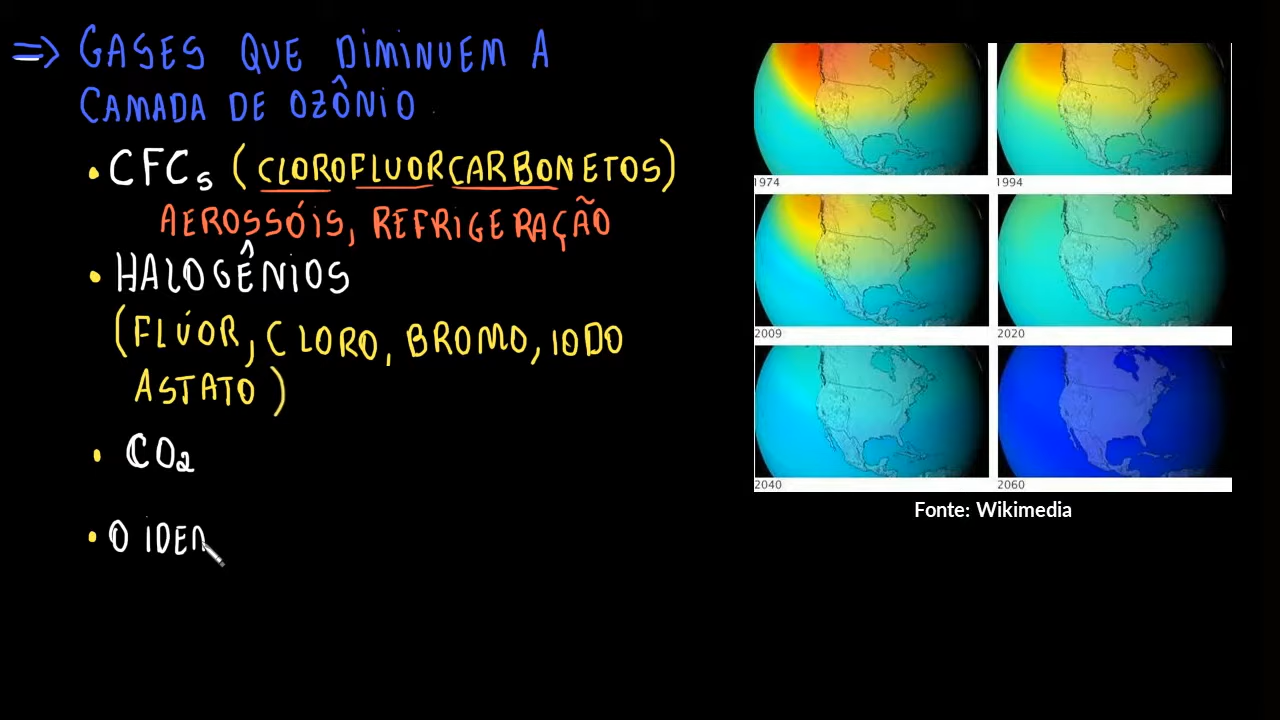 ⇒ GASES QUE DIMINUEM A
CAMADA DE OZÔNIO
• CFCs (CLOROFLUORCARBONETOS)
AEROSSÓIS, REFRIGERAÇÃO
• HALOGÊNIOS
(FLÚOR, CLORO, BROMO, IODO
ASTATO)
• CO2
• O IDEA
1974
1994
2009
2020
2040
2060
Fonte: Wikimedia